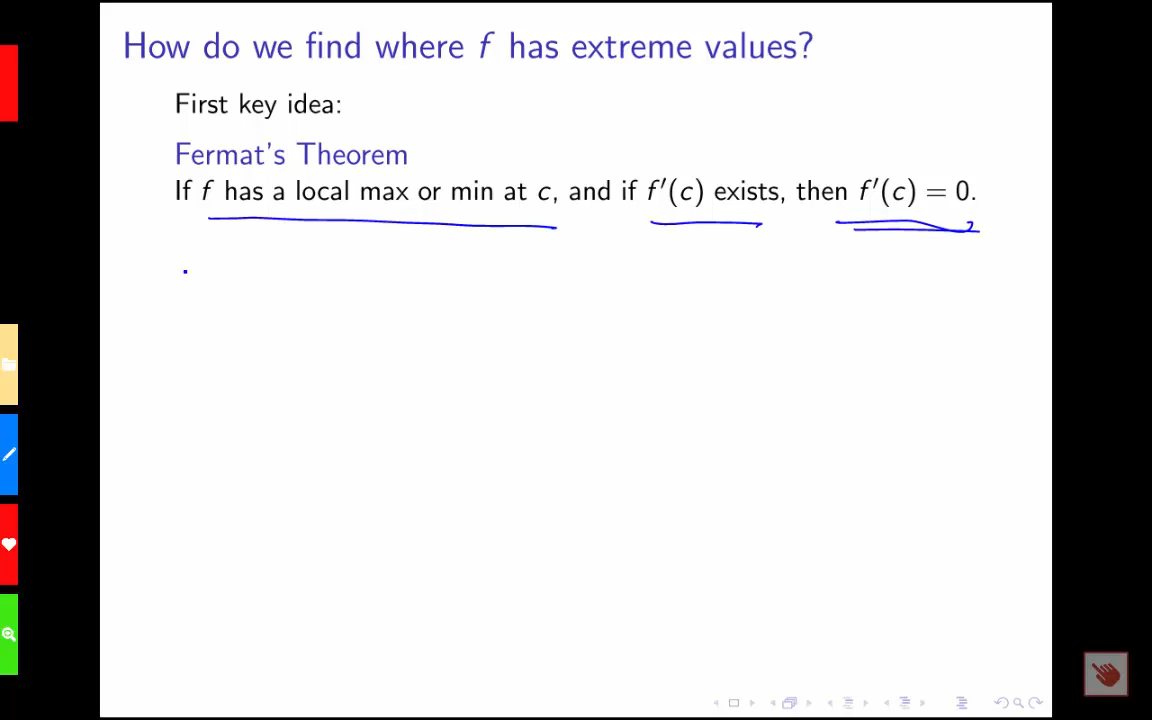 How do we find where f has extreme values?
First key idea:
Fermat's Theorem
If f has a local max or min at c, and if f′(c) exists, then f′(c) = 0.